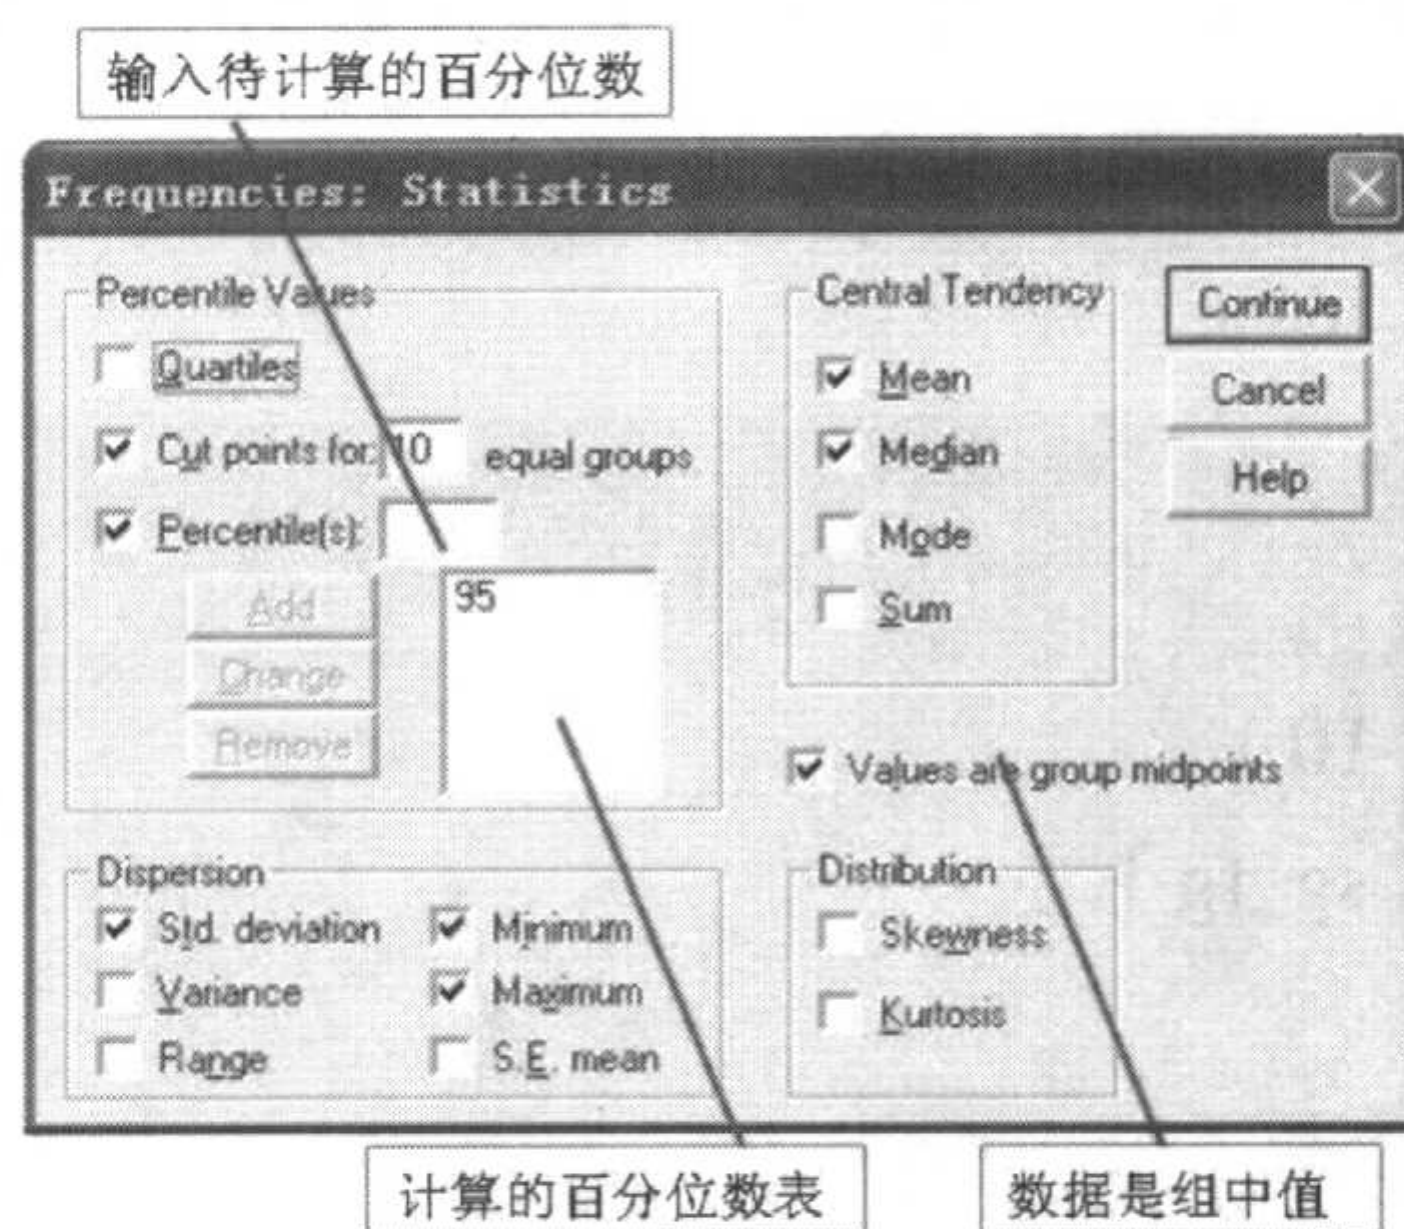 输入待计算的百分位数
Frequencies: Statistics
Percentile Values
Quartiles
Cut points for: 10 equal groups
Percentile(s):
Add
Change
Remove
95
Central Tendency
Mean
Median
Mode
Sum
Continue
Cancel
Help
Values are group midpoints
Dispersion
Std. deviation
Variance
Range
Minimum
Maximum
S.E. mean
Distribution
Skewness
Kurtosis
计算的百分位数表
数据是组中值